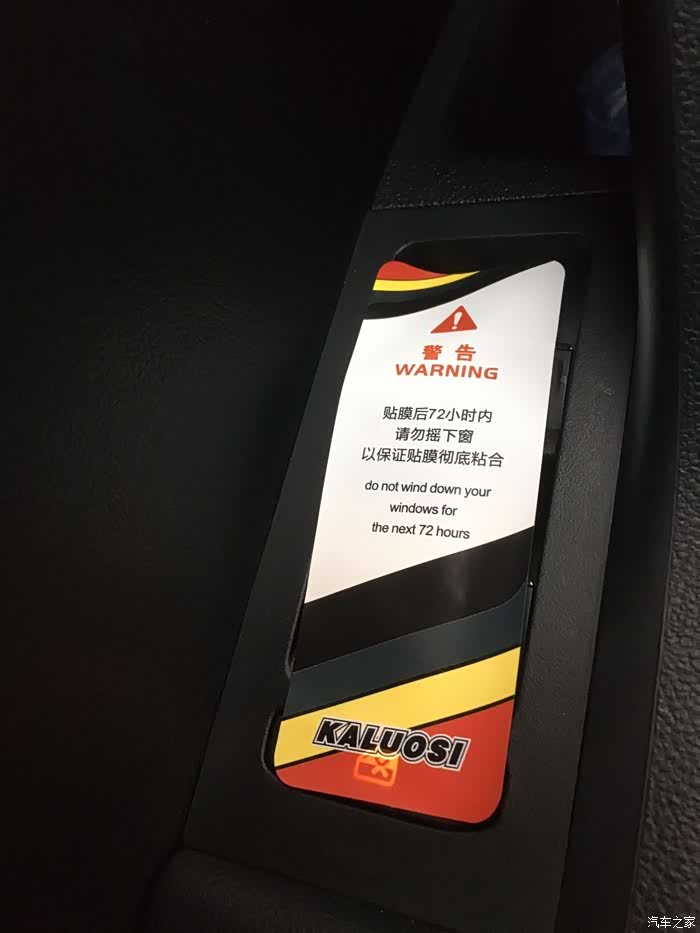 警告
WARNING
贴膜后72小时内
请勿摇下窗
以保证贴膜彻底粘合
do not wind down your
windows for
the next 72 hours
KALUOSI
汽车之家